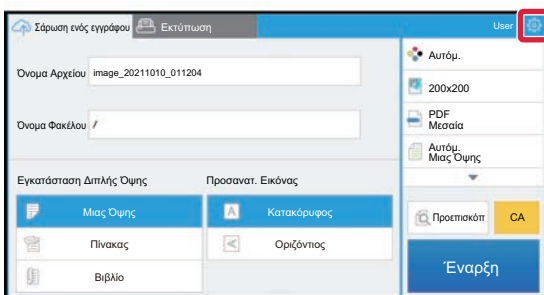 Σάρωση ενός εγγράφου
Εκτύπωση
User
Όνομα Αρχείου
image_20211010_011204
Όνομα Φακέλου
/
Εγκατάσταση Διπλής Όψης
Προσανατ. Εικόνας
Μιας Όψης
Κατακόρυφος
Πίνακας
Οριζόντιος
Βιβλίο
Αυτόμ.
200x200
PDF
Μεσαία
Αυτόμ.
Μιας Όψης
Προεπισκόπ
CA
Έναρξη